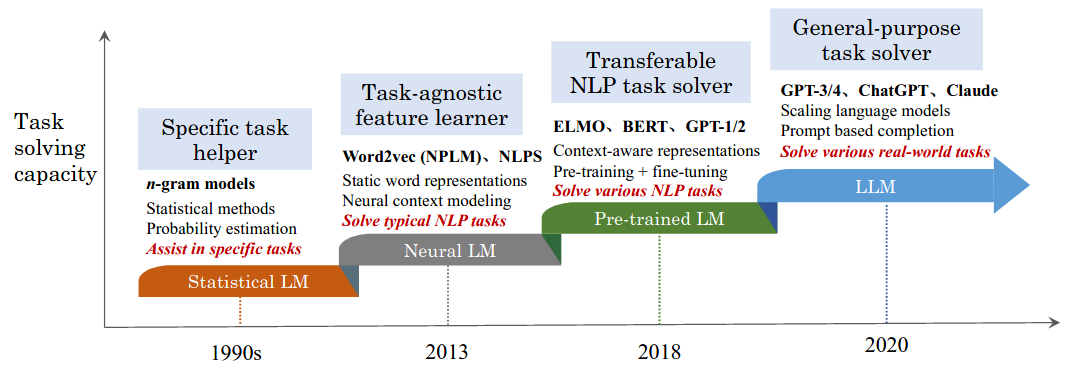 Task
solving
capacity
Specific task
helper
n-gram models
Statistical methods
Probability estimation
Assist in specific tasks
Statistical LM
1990s
Task-agnostic
feature learner
Word2vec (NPLM)、NLPS
Static word representations
Neural context modeling
Solve typical NLP tasks
Neural LM
2013
Transferable
NLP task solver
ELMO、BERT、GPT-1/2
Context-aware representations
Pre-training + fine-tuning
Solve various NLP tasks
Pre-trained LM
2018
General-purpose
task solver
GPT-3/4、ChatGPT、Claude
Scaling language models
Prompt based completion
Solve various real-world tasks
LLM
2020